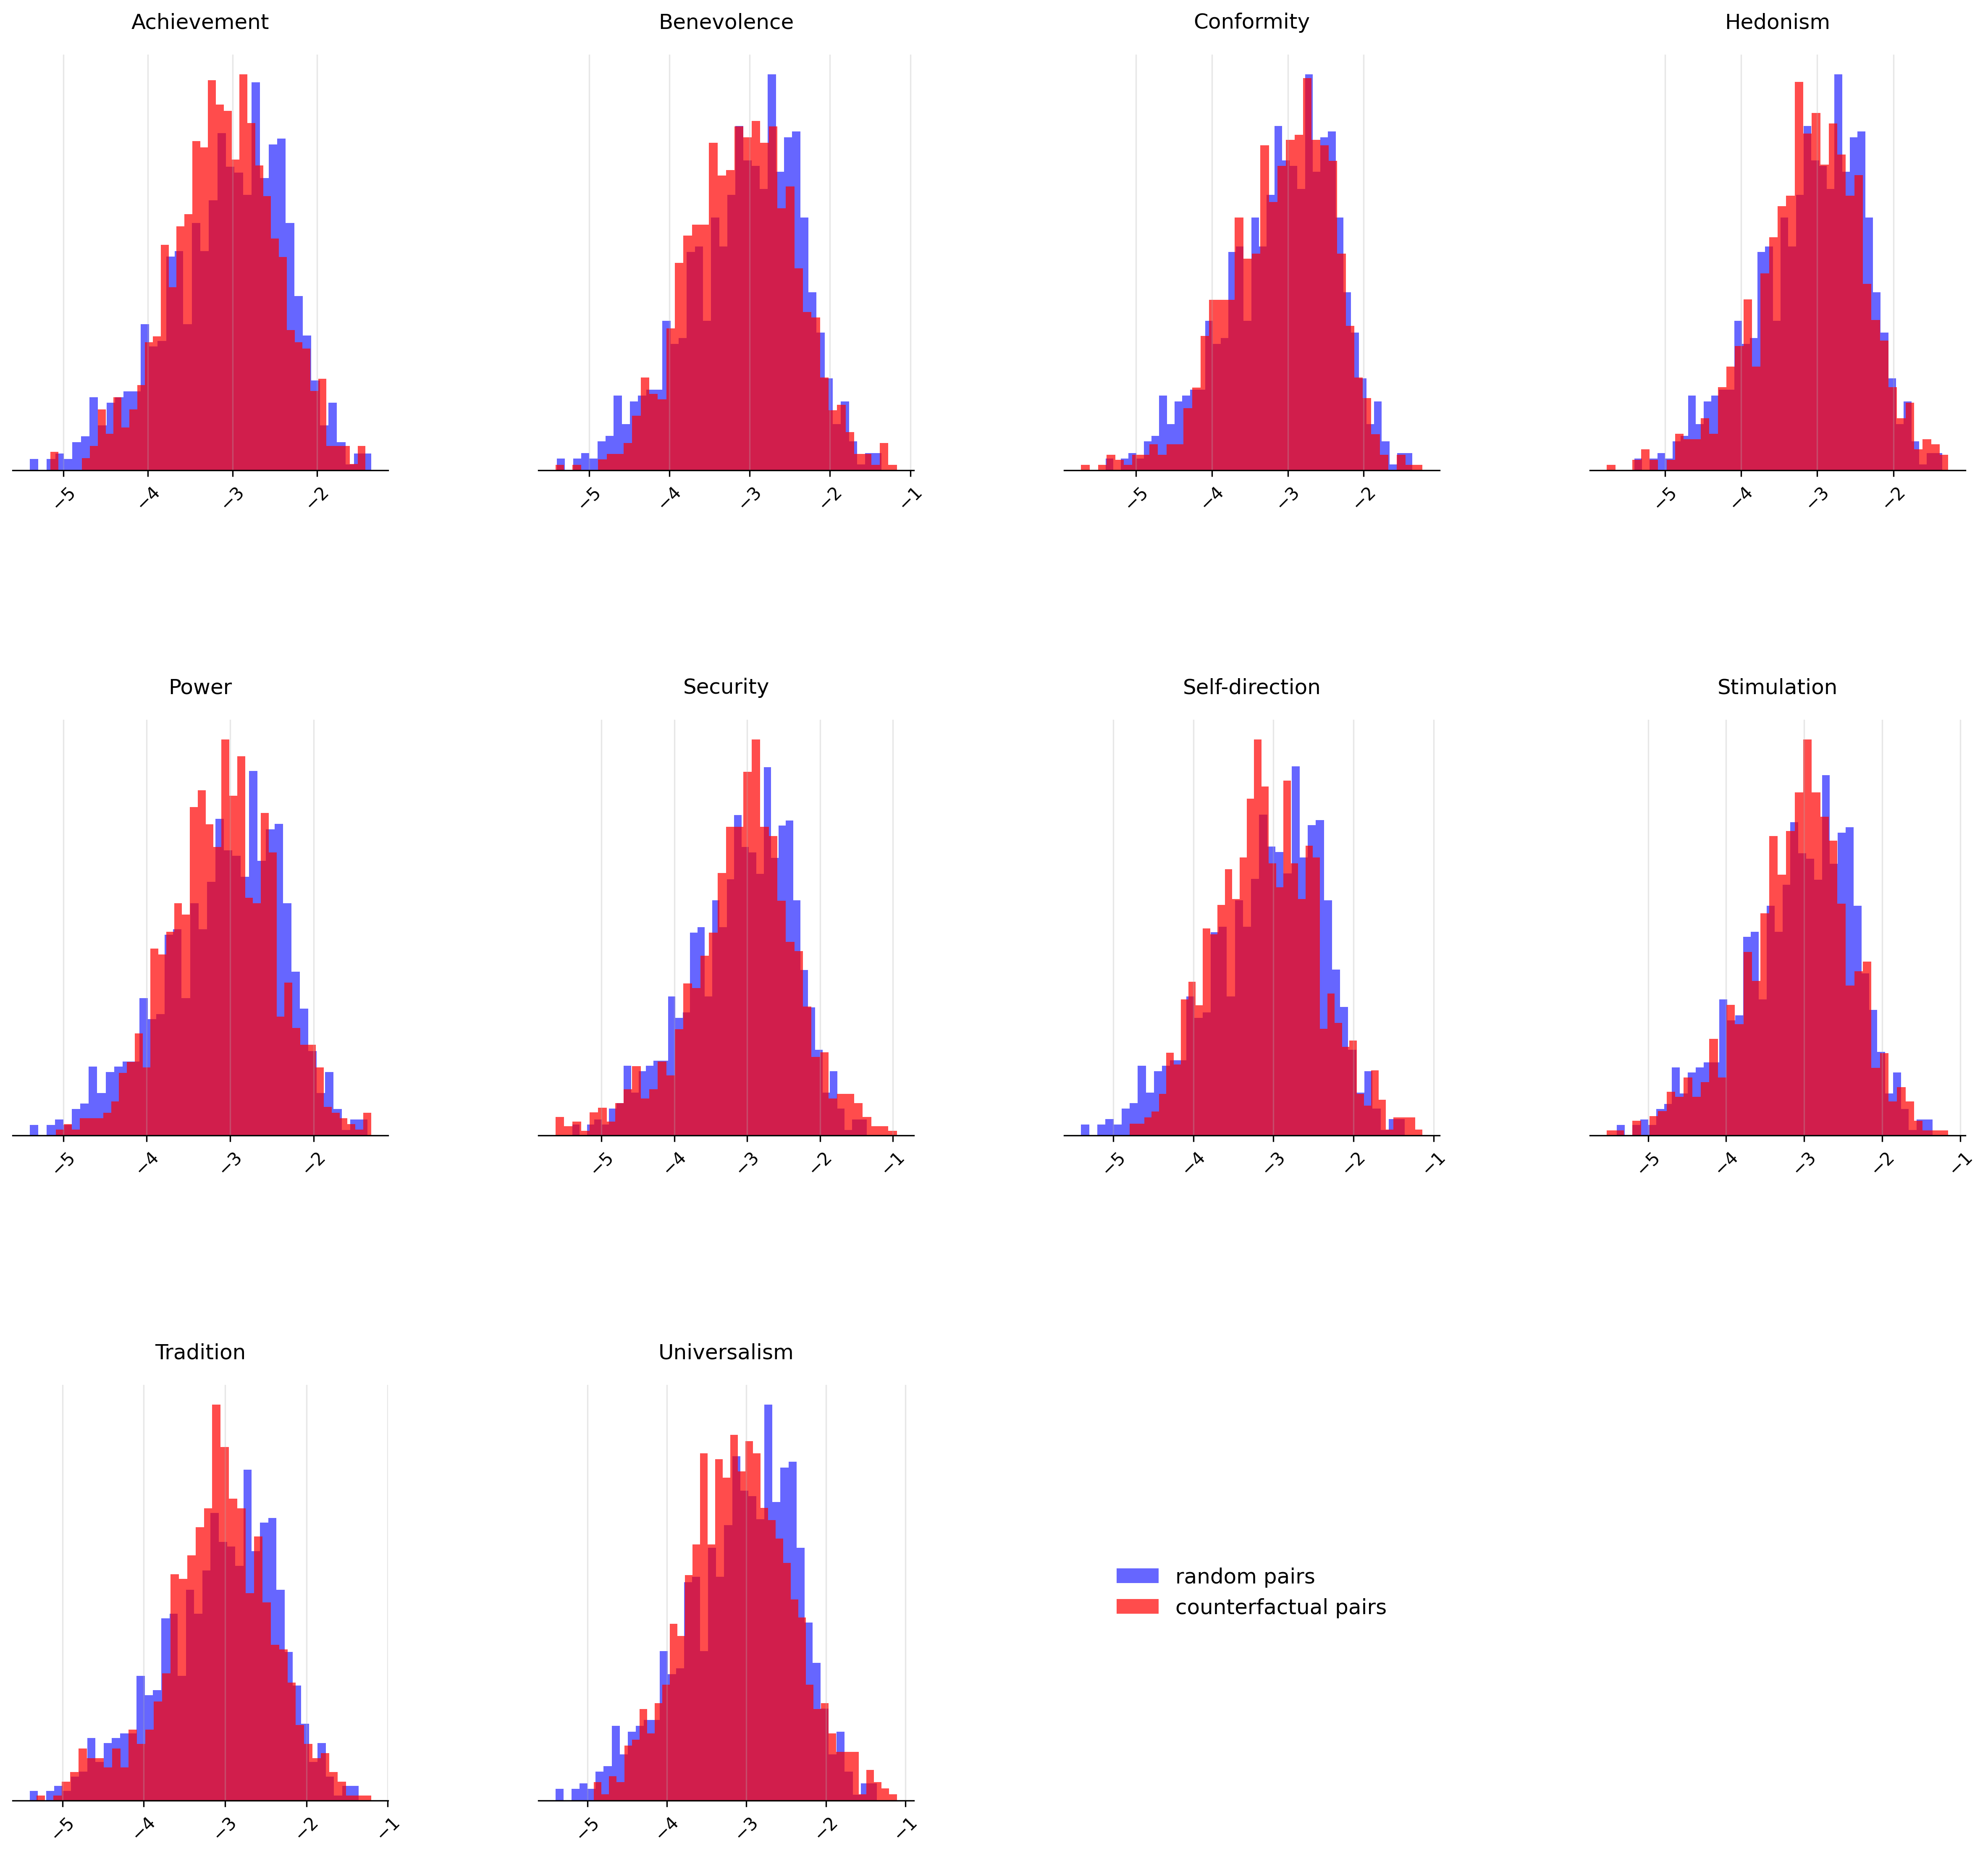 Achievement
Benevolence
Conformity
Hedonism
−5 −4 −3 −2
−5 −4 −3 −2 −1
−5 −4 −3 −2
−5 −4 −3 −2
Power
Security
Self-direction
Stimulation
−5 −4 −3 −2
−5 −4 −3 −2 −1
−5 −4 −3 −2 −1
−5 −4 −3 −2 −1
Tradition
Universalism
random pairs
counterfactual pairs
−5 −4 −3 −2 −1
−5 −4 −3 −2 −1